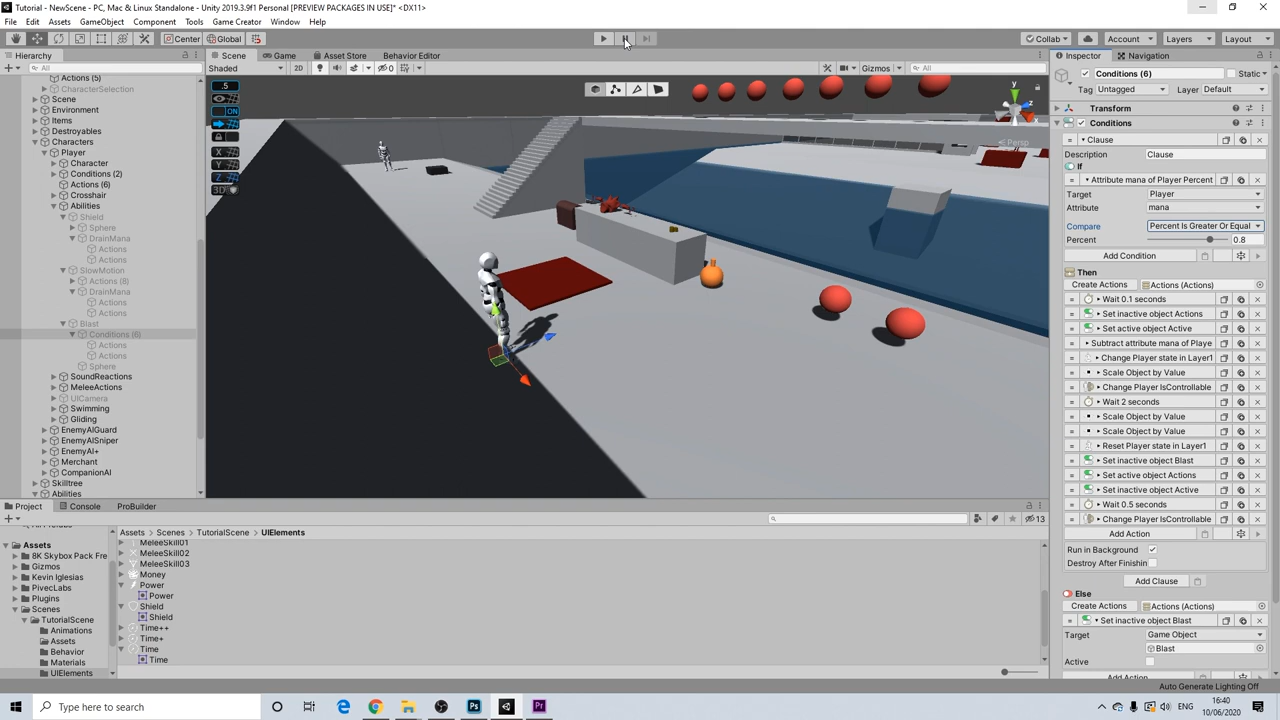 Tutorial - NewScene - PC, Mac & Linux Standalone - Unity 2019.3.9f1 Personal [PREVIEW PACKAGES IN USE]* <DX11>
File Edit Assets GameObject Component Tools Game Creator Window Help
Center Global Collab Account Layers Layout
Hierarchy Scene Game Asset Store Behavior Editor Inspector Navigation
All Shaded 2D 0 Gizmos All
Conditions (6) Static
Tag Untagged Layer Default
Actions (5)
CharacterSelection
Scene
Environment
Items
Destroyables
Characters
Player
Character
Conditions (2)
Actions (6)
Crosshair
Abilities
Shield
Sphere
DrainMana
Actions
Actions
SlowMotion
Actions (8)
DrainMana
Actions
Actions
Blast
Conditions (6)
Actions
Actions
Sphere
SoundReactions
MeleeActions
UICamera
Swimming
Gliding
EnemyAIGuard
EnemyAISniper
EnemyAI+
Merchant
CompanionAI
Skilltree
Abilities
.5
ON
X
Y
Z
3D
y
z
Persp
Transform
Conditions
Clause
Description Clause
If
Attribute mana of Player Percent
Target Player
Attribute mana
Compare Percent Is Greater Or Equal
Percent 0.8
Add Condition
Then
Create Actions Actions (Actions)
Wait 0.1 seconds
Set inactive object Actions
Set active object Active
Subtract attribute mana of Playe
Change Player state in Layer1
Scale Object by Value
Change Player IsControllable
Wait 2 seconds
Scale Object by Value
Scale Object by Value
Reset Player state in Layer1
Set inactive object Blast
Set active object Actions
Set inactive object Active
Wait 0.5 seconds
Change Player IsControllable
Add Action
Run in Background
Destroy After Finishin
Add Clause
Else
Create Actions Actions (Actions)
Set inactive object Blast
Target Game Object
Blast
Active
Project Console ProBuilder
13
Assets
8K Skybox Pack Fre
Gizmos
Kevin Iglesias
PivecLabs
Plugins
Scenes
TutorialScene
Animations
Assets
Behavior
Materials
UIElements
Assets Scenes TutorialScene UIElements
MeleeSkill01
MeleeSkill02
MeleeSkill03
Money
Power
Power
Shield
Shield
Time++
Time+
Time
Time
Auto Generate Lighting Off
Type here to search
ENG
16:40
10/06/2020